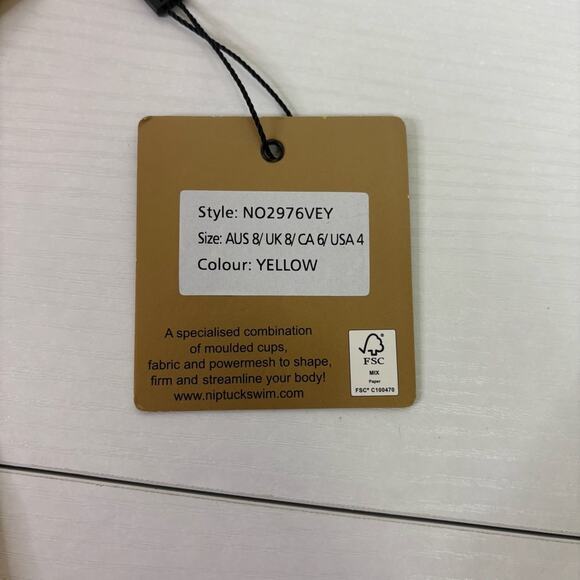 Style: NO2976VEY
Size: AUS 8/ UK 8/ CA 6/ USA 4
Colour: YELLOW
A specialised combination
of moulded cups,
fabric and powermesh to shape,
firm and streamline your body!
www.niptuckswim.com
FSC
MIX
Paper
FSC® C100470